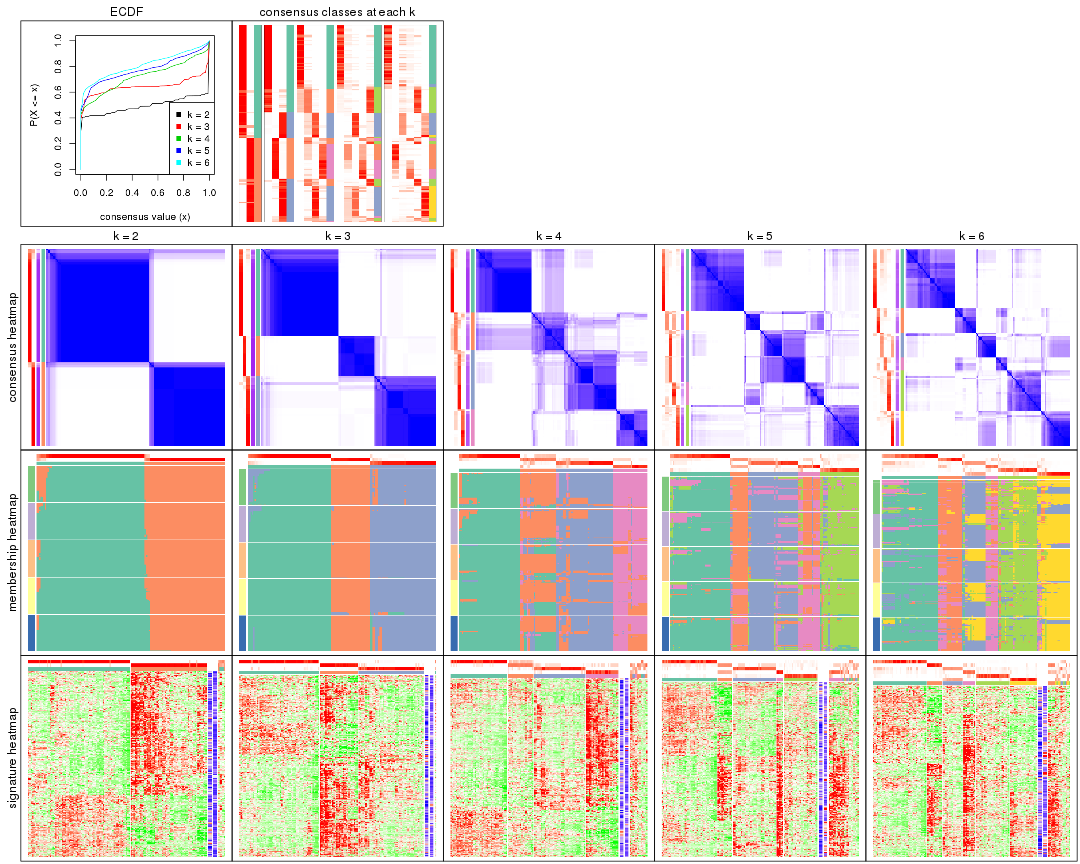 ECDF
consensus classes at each k
P(X <= x)
0.0 0.2 0.4 0.6 0.8 1.0
k = 2
k = 3
k = 4
k = 5
k = 6
0.0 0.2 0.4 0.6 0.8 1.0
consensus value (x)
k = 2
k = 3
k = 4
k = 5
k = 6
consensus heatmap
membership heatmap
signature heatmap